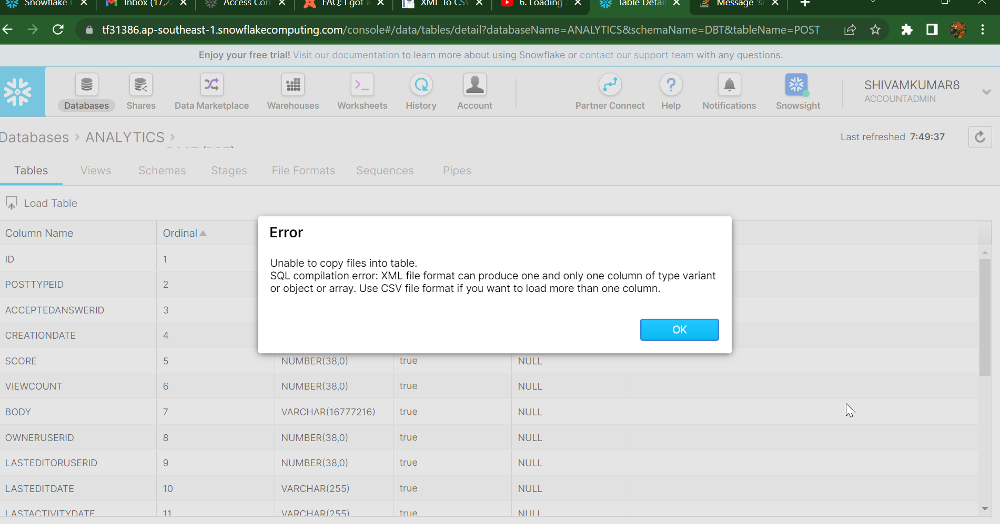 Snowflake
Inbox (17,2
Access Con
FAQ: I got a
XML To CSV
6. Loading
Table Detail
Message 'sr
tf31386.ap-southeast-1.snowflakecomputing.com/console#/data/tables/detail?databaseName=ANALYTICS&schemaName=DBT&tableName=POST
Enjoy your free trial! Visit our documentation to learn more about using Snowflake or contact our support team with any questions.
Databases
Shares
Data Marketplace
Warehouses
Worksheets
History
Account
Partner Connect
Help
Notifications
Snowsight
SHIVAMKUMAR8
ACCOUNTADMIN
Databases > ANALYTICS >
Last refreshed 7:49:37
Tables Views Schemas Stages File Formats Sequences Pipes
Load Table
Column Name Ordinal
ID 1
POSTTYPEID 2
ACCEPTEDANSWERID 3
CREATIONDATE 4
Error
Unable to copy files into table.
SQL compilation error: XML file format can produce one and only one column of type variant
or object or array. Use CSV file format if you want to load more than one column.
OK
SCORE 5 NUMBER(38,0) true NULL
VIEWCOUNT 6 NUMBER(38,0) true NULL
BODY 7 VARCHAR(16777216) true NULL
OWNERUSERID 8 NUMBER(38,0) true NULL
LASTEDITORUSERID 9 NUMBER(38,0) true NULL
LASTEDITDATE 10 VARCHAR(255) true NULL
LASTACTIVITYDATE 11 VARCHAR(255) true NULL